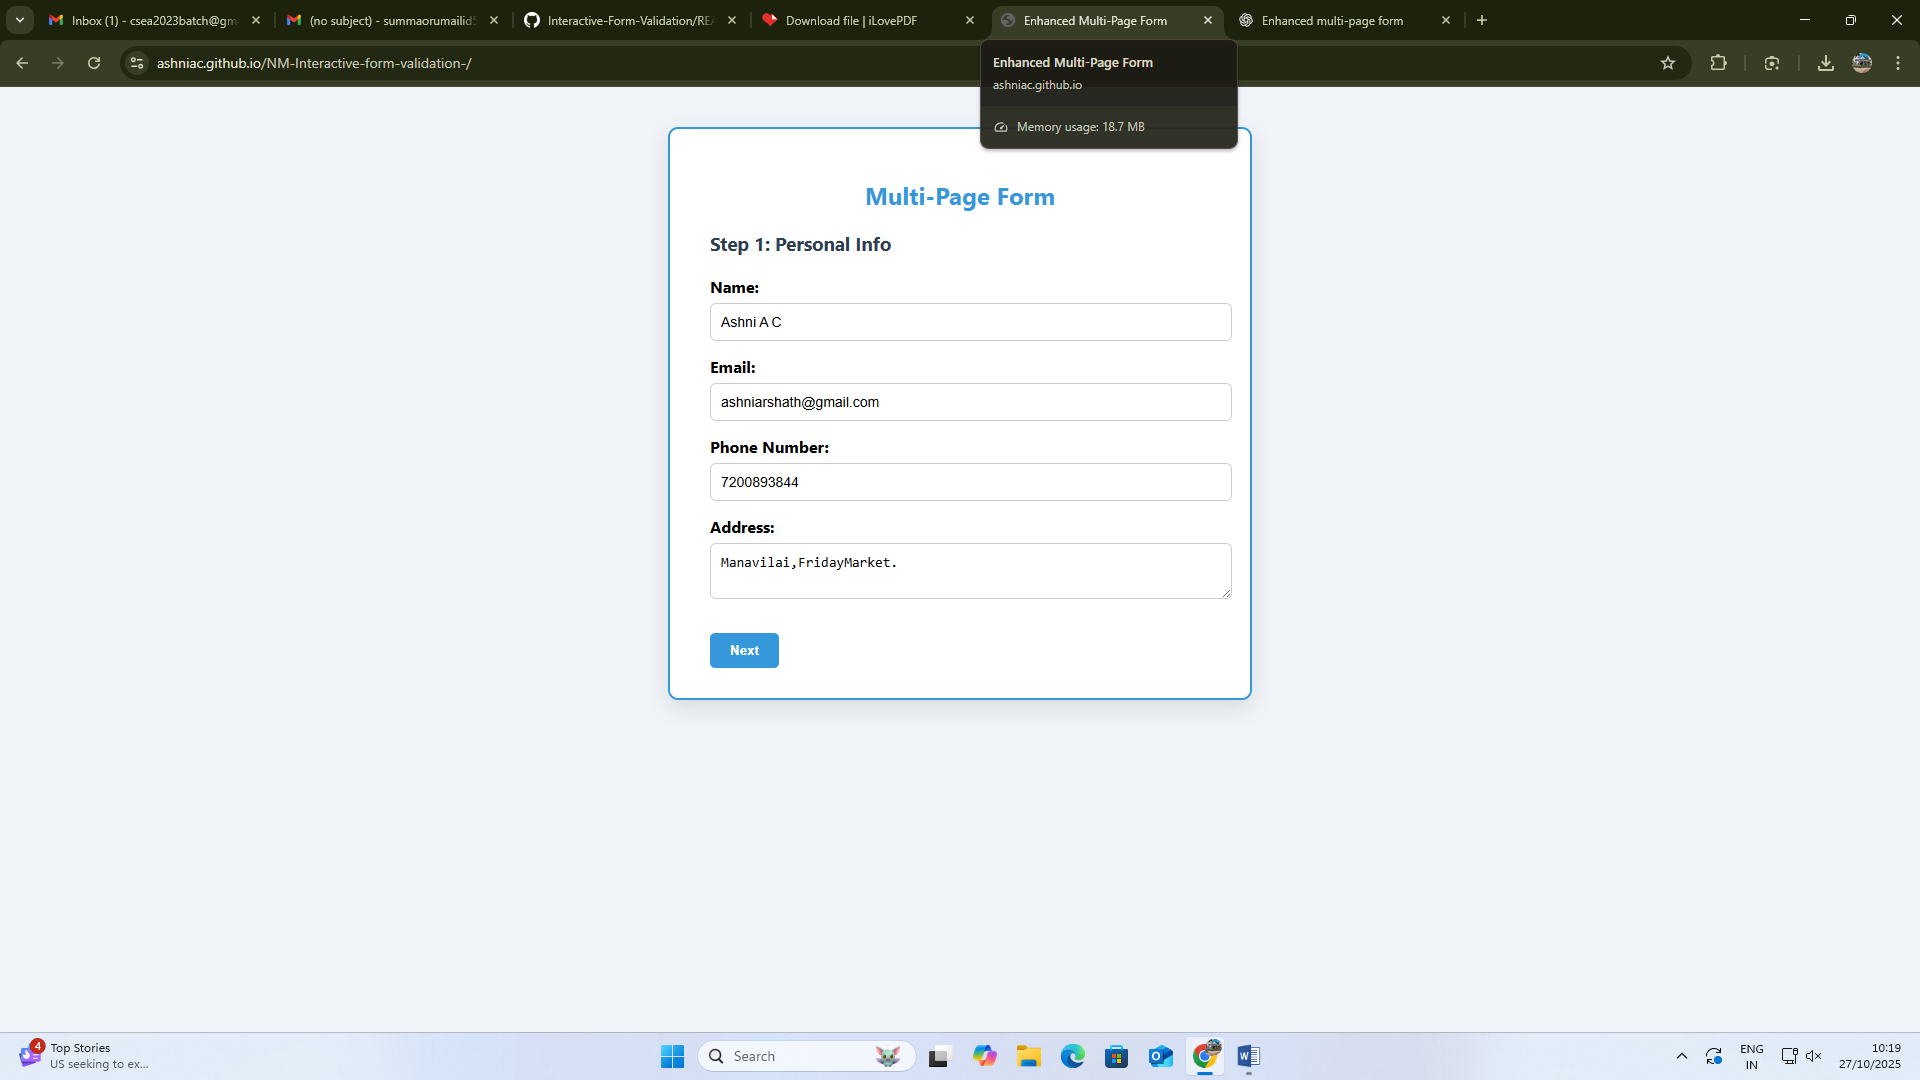 Inbox (1) - csea2023batch@gm
(no subject) - summaorumailid5
Interactive-Form-Validation/REA
Download file | iLovePDF
Enhanced Multi-Page Form
Enhanced multi-page form
ashniac.github.io/NM-Interactive-form-validation-/
Enhanced Multi-Page Form
ashniac.github.io
Memory usage: 18.7 MB
Multi-Page Form
Step 1: Personal Info
Name:
Ashni A C
Email:
ashniarshath@gmail.com
Phone Number:
7200893844
Address:
Manavilai,FridayMarket.
Next
4
Top Stories
US seeking to ex...
Search
ENG
IN
10:19
27/10/2025